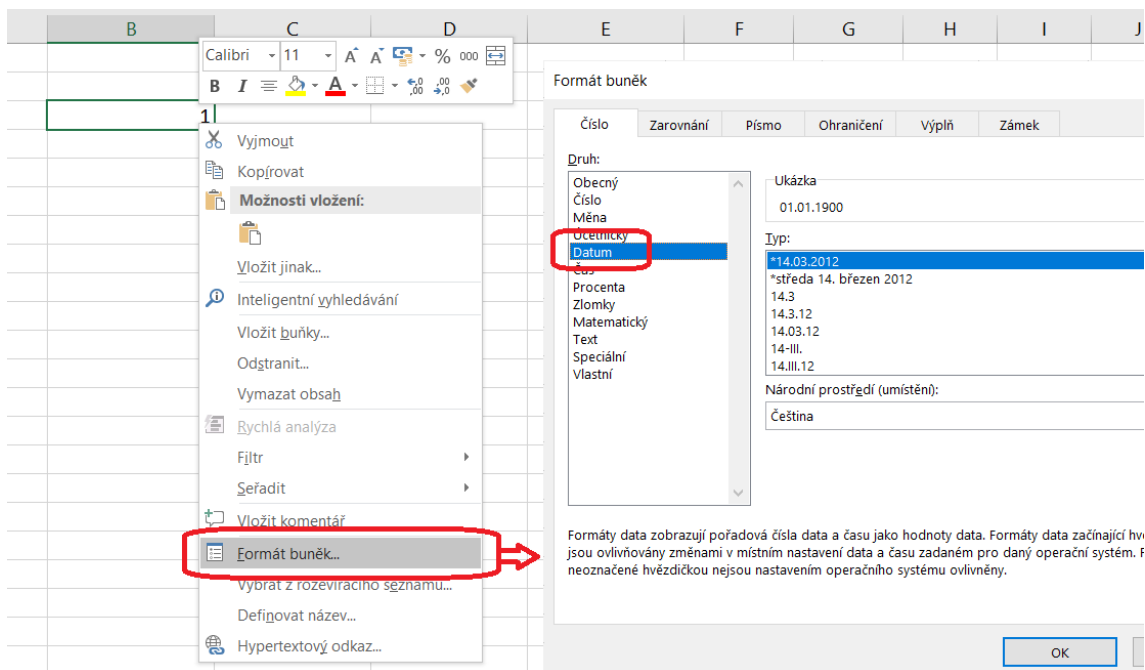 B C D E F G H I J
Calibri 11 A A % 000
B I A ,00 ,00 ,0
1
Vyjmout
Kopírovat
Možnosti vložení:
Vložit jinak...
Inteligentní vyhledávání
Vložit buňky...
Odstranit...
Vymazat obsah
Rychlá analýza
Filtr
Seřadit
Vložit komentář
Formát buněk...
Vybrat z rozevíracího seznamu...
Definovat název...
Hypertextový odkaz...
Formát buněk
Číslo Zarovnání Písmo Ohraničení Výplň Zámek
Druh:
Obecný
Číslo
Měna
Účetnický
Datum
Čas
Procenta
Zlomky
Matematický
Text
Speciální
Vlastní
Ukázka
01.01.1900
Typ:
*14.03.2012
*středa 14. březen 2012
14.3
14.3.12
14.03.12
14-III.
14.III.12
Národní prostředí (umístění):
Čeština
Formáty data zobrazují pořadová čísla data a času jako hodnoty data. Formáty data začínající
jsou ovlivňovány změnami v místním nastavení data a času zadaném pro daný operační systém.
neoznačené hvězdičkou nejsou nastavením operačního systému ovlivněny.
OK